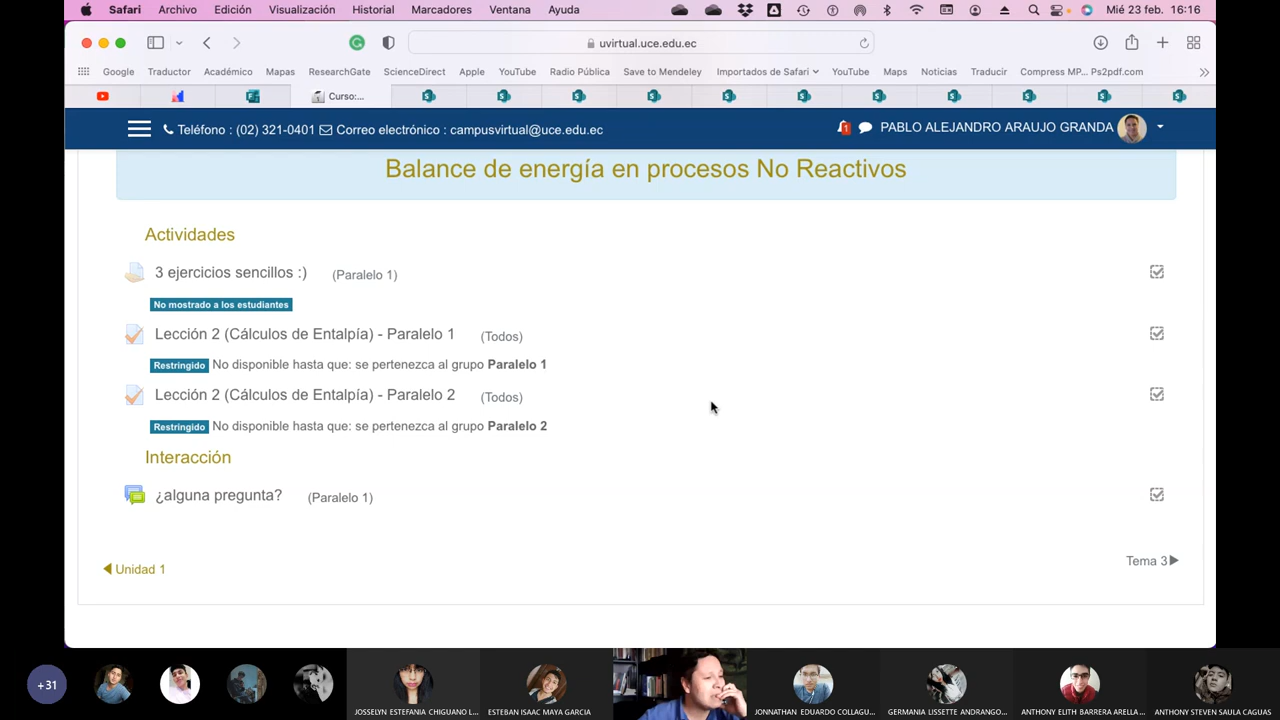 Safari Archivo Edición Visualización Historial Marcadores Ventana Ayuda Mié 23 feb. 16:16
uvirtual.uce.edu.ec
Google Traductor Académico Mapas ResearchGate ScienceDirect Apple YouTube Radio Pública Save to Mendeley Importados de Safari YouTube Maps Noticias Traducir Compress MP... Ps2pdf.com
Curso:...
Teléfono : (02) 321-0401 Correo electrónico : campusvirtual@uce.edu.ec 1 PABLO ALEJANDRO ARAUJO GRANDA
Balance de energía en procesos No Reactivos
Actividades
3 ejercicios sencillos :) (Paralelo 1)
No mostrado a los estudiantes
Lección 2 (Cálculos de Entalpía) - Paralelo 1 (Todos)
Restringido No disponible hasta que: se pertenezca al grupo Paralelo 1
Lección 2 (Cálculos de Entalpía) - Paralelo 2 (Todos)
Restringido No disponible hasta que: se pertenezca al grupo Paralelo 2
Interacción
¿alguna pregunta? (Paralelo 1)
Unidad 1 Tema 3
+31
JOSSELYN ESTEFANIA CHIGUANO L... ESTEBAN ISAAC MAYA GARCIA JONNATHAN EDUARDO COLLAGU... GERMANIA LISSETTE ANDRANGO... ANTHONY ELITH BARRERA ARELLA... ANTHONY STEVEN SAULA CAGUAS